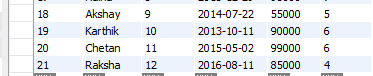 18 Akshay 9 2014-07-22 55000 5
19 Karthik 10 2013-10-11 90000 6
20 Chetan 11 2015-05-02 99000 6
21 Raksha 12 2016-08-11 85000 4